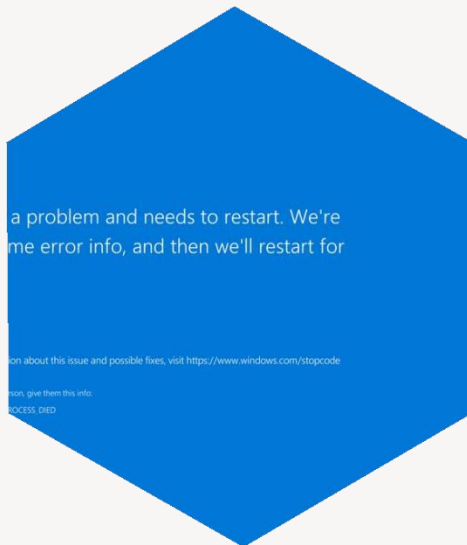 a problem and needs to restart. We're
me error info, and then we'll restart for
ion about this issue and possible fixes, visit https://www.windows.com/stopcode
rson, give them this info:
ROCESS_DIED